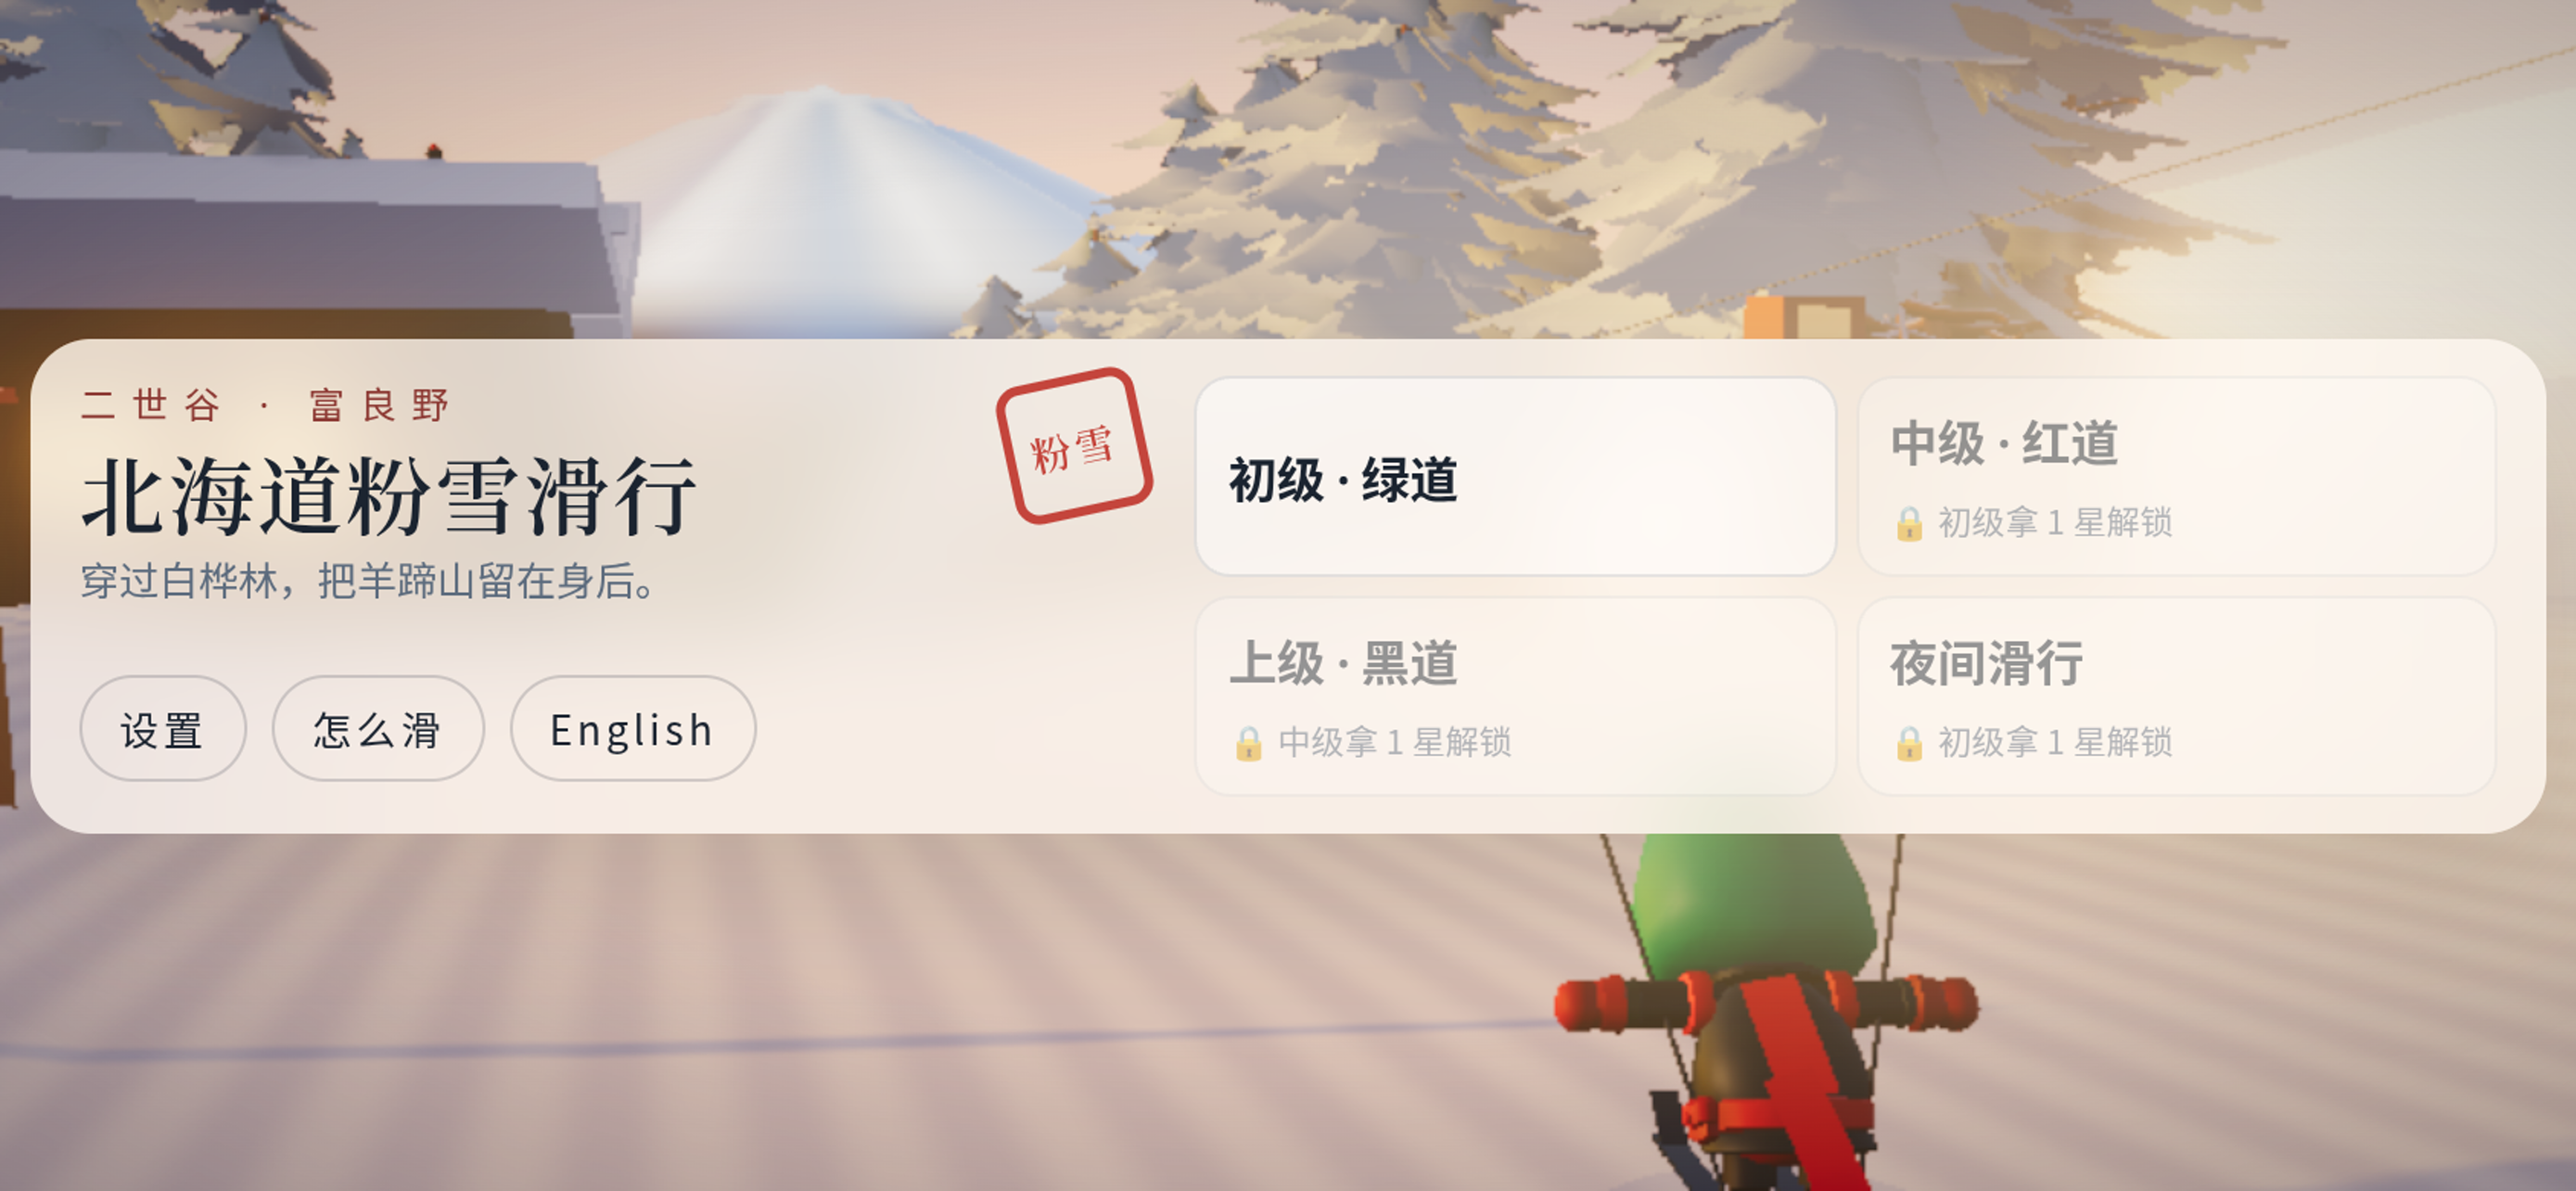 二世谷 · 富良野
北海道粉雪滑行
穿过白桦林，把羊蹄山留在身后。
设置
怎么滑
English
粉雪
初级 · 绿道
中级 · 红道
🔒 初级拿 1 星解锁
上级 · 黑道
🔒 中级拿 1 星解锁
夜间滑行
🔒 初级拿 1 星解锁